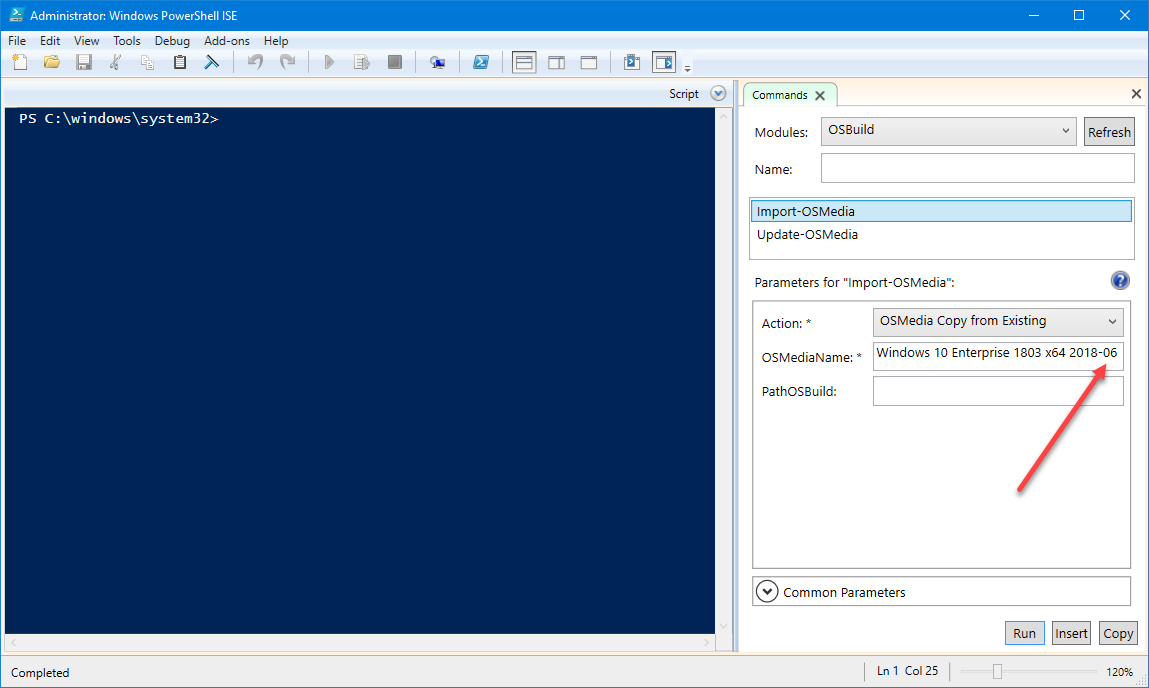 Administrator: Windows PowerShell ISE
File Edit View Tools Debug Add-ons Help
Script
PS C:\windows\system32>
Commands
Modules: OSBuild Refresh
Name:
Import-OSMedia
Update-OSMedia
Parameters for "Import-OSMedia":
Action: * OSMedia Copy from Existing
OSMediaName: * Windows 10 Enterprise 1803 x64 2018-06
PathOSBuild:
Common Parameters
Run Insert Copy
Completed Ln 1 Col 25 120%